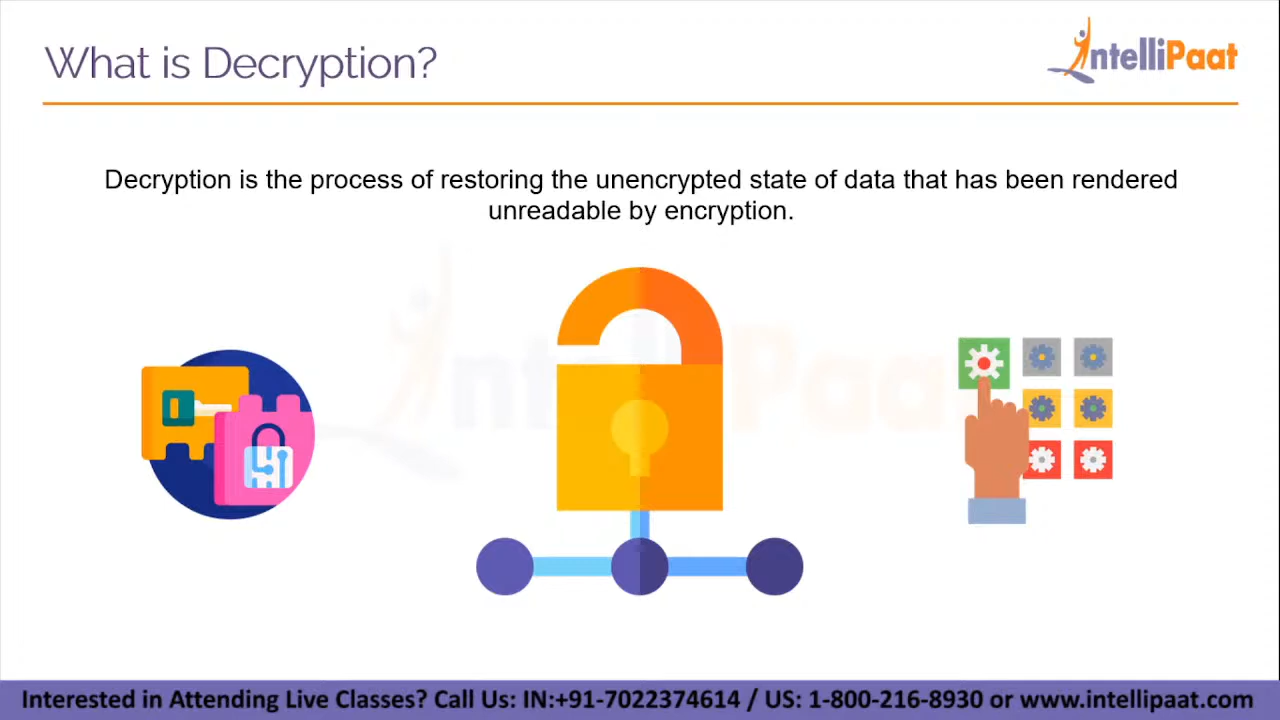 What is Decryption?
IntelliPaat
Decryption is the process of restoring the unencrypted state of data that has been rendered
unreadable by encryption.
IntelliPaat
Interested in Attending Live Classes? Call Us: IN:+91-7022374614 / US: 1-800-216-8930 or www.intellipaat.com